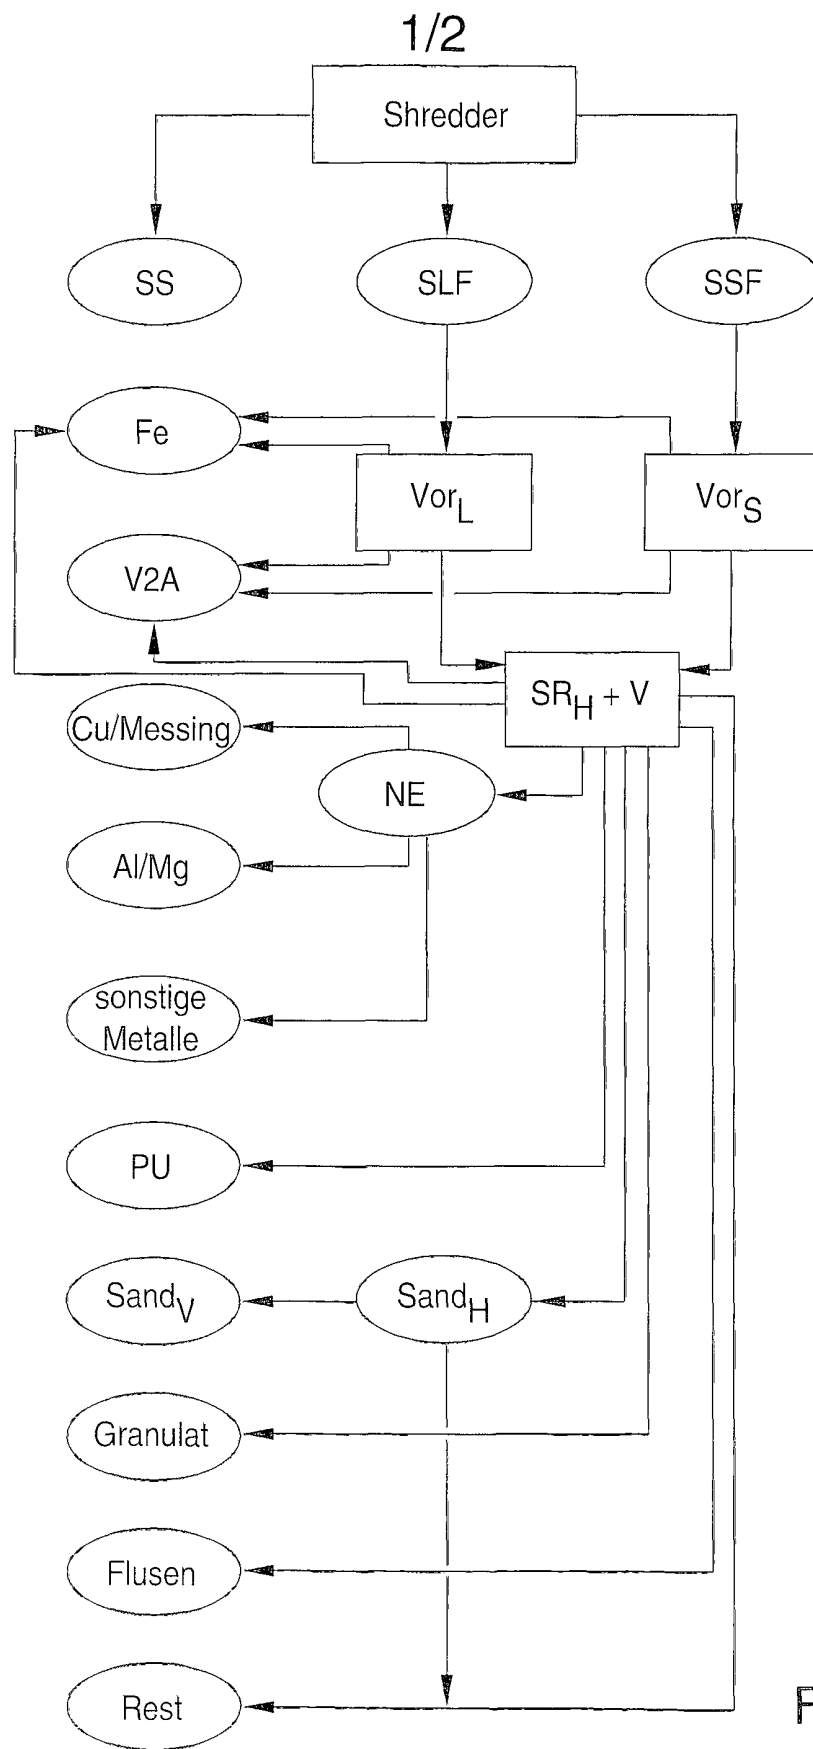 1/2
Shredder
SS
SLF
SSF
Fe
Vor_L
Vor_S
V2A
SR_H + V
Cu/Messing
NE
Al/Mg
sonstige
Metalle
PU
Sand_V
Sand_H
Granulat
Flusen
Rest